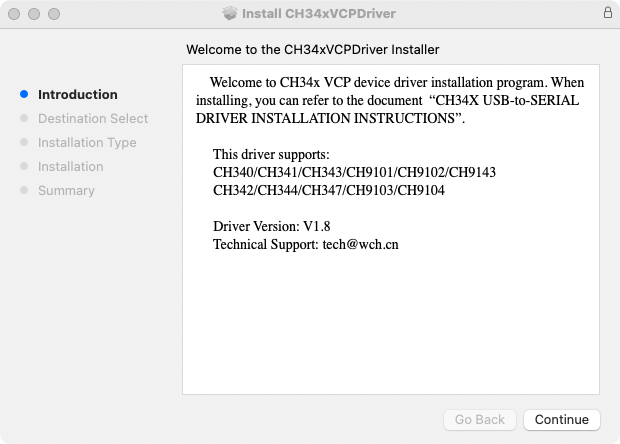 Install CH34xVCPDriver
Welcome to the CH34xVCPDriver Installer
Introduction
Destination Select
Installation Type
Installation
Summary
Welcome to CH34x VCP device driver installation program. When
installing, you can refer to the document “CH34X USB-to-SERIAL
DRIVER INSTALLATION INSTRUCTIONS”.
This driver supports:
CH340/CH341/CH343/CH9101/CH9102/CH9143
CH342/CH344/CH347/CH9103/CH9104
Driver Version: V1.8
Technical Support: tech@wch.cn
Go Back
Continue